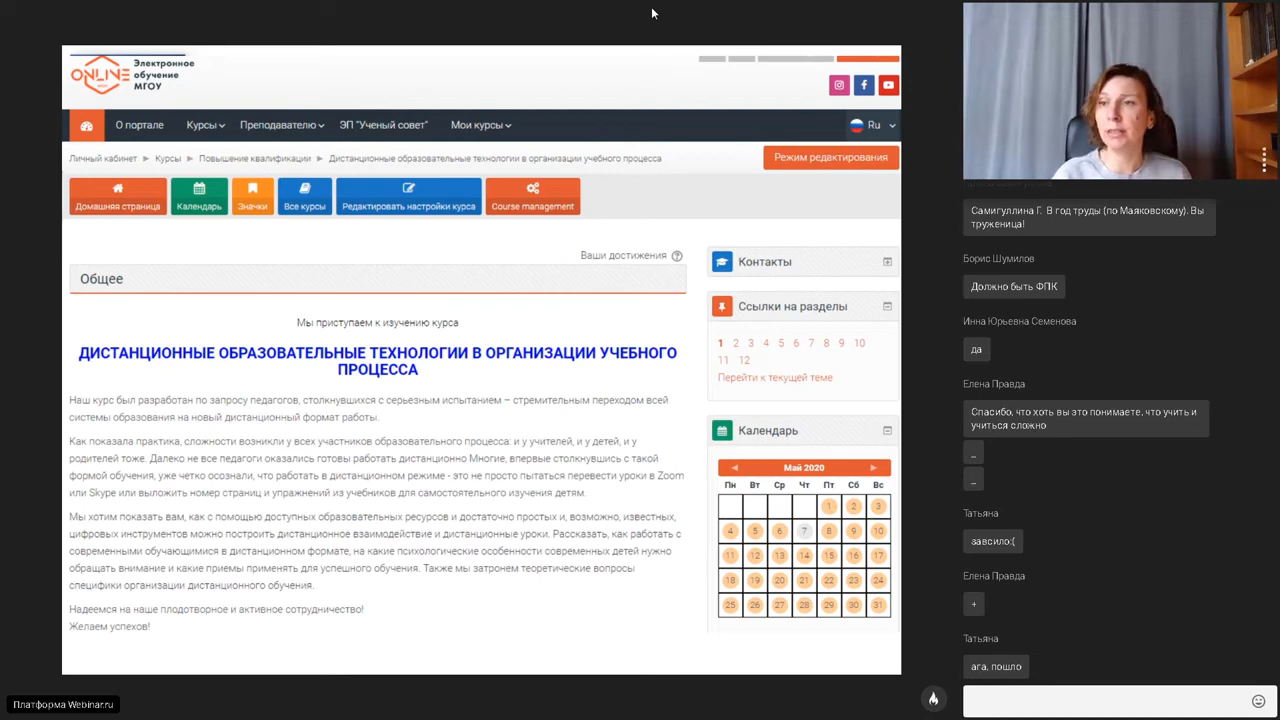 ONLINE
Электронное
обучение
МГОУ
О портале
Курсы
Преподавателю
ЭП "Ученый совет"
Мои курсы
Ru
Личный кабинет
Курсы
Повышение квалификации
Дистанционные образовательные технологии в организации учебного процесса
Режим редактирования
Домашняя страница
Календарь
Значки
Все курсы
Редактировать настройки курса
Course management
Ваши достижения
Общее
Мы приступаем к изучению курса
ДИСТАНЦИОННЫЕ ОБРАЗОВАТЕЛЬНЫЕ ТЕХНОЛОГИИ В ОРГАНИЗАЦИИ УЧЕБНОГО
ПРОЦЕССА
Наш курс был разработан по запросу педагогов, столкнувшихся с серьезным испытанием – стремительным переходом всей
системы образования на новый дистанционный формат работы.
Как показала практика, сложности возникли у всех участников образовательного процесса: и у учителей, и у детей, и у
родителей тоже. Далеко не все педагоги оказались готовы работать дистанционно Многие, впервые столкнувшись с такой
формой обучения, уже четко осознали, что работать в дистанционном режиме - это не просто пытаться перевести уроки в Zoom
или Skype или выложить номер страниц и упражнений из учебников для самостоятельного изучения детям.
Мы хотим показать вам, как с помощью доступных образовательных ресурсов и достаточно простых и, возможно, известных,
цифровых инструментов можно построить дистанционное взаимодействие и дистанционные уроки. Рассказать, как работать с
современными обучающимися в дистанционном формате, на какие психологические особенности современных детей нужно
обращать внимание и какие приемы применять для успешного обучения. Также мы затронем теоретические вопросы
специфики организации дистанционного обучения.
Надеемся на наше плодотворное и активное сотрудничество!
Желаем успехов!
Контакты
Ссылки на разделы
1 2 3 4 5 6 7 8 9 10
11 12
Перейти к текущей теме
Календарь
Май 2020
Пн Вт Ср Чт Пт Сб Вс
1 2 3
4 5 6 7 8 9 10
11 12 13 14 15 16 17
18 19 20 21 22 23 24
25 26 27 28 29 30 31
Самигуллина Г. В год труды (по Маяковскому). Вы
труженица!
Борис Шумилов
Должно быть ФПК
Инна Юрьевна Семенова
да
Елена Правда
Спасибо, что хоть вы это понимаете, что учить и
учиться сложно
_
_
Татьяна
завсило:(
Елена Правда
+
Татьяна
ага, пошло
Платформа Webinar.ru